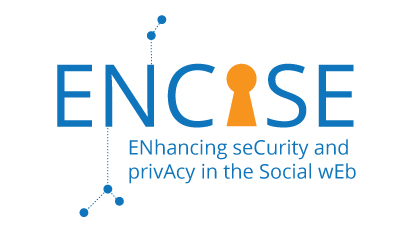 ENCASE
ENhancing seCurity and
privAcy in the Social wEb